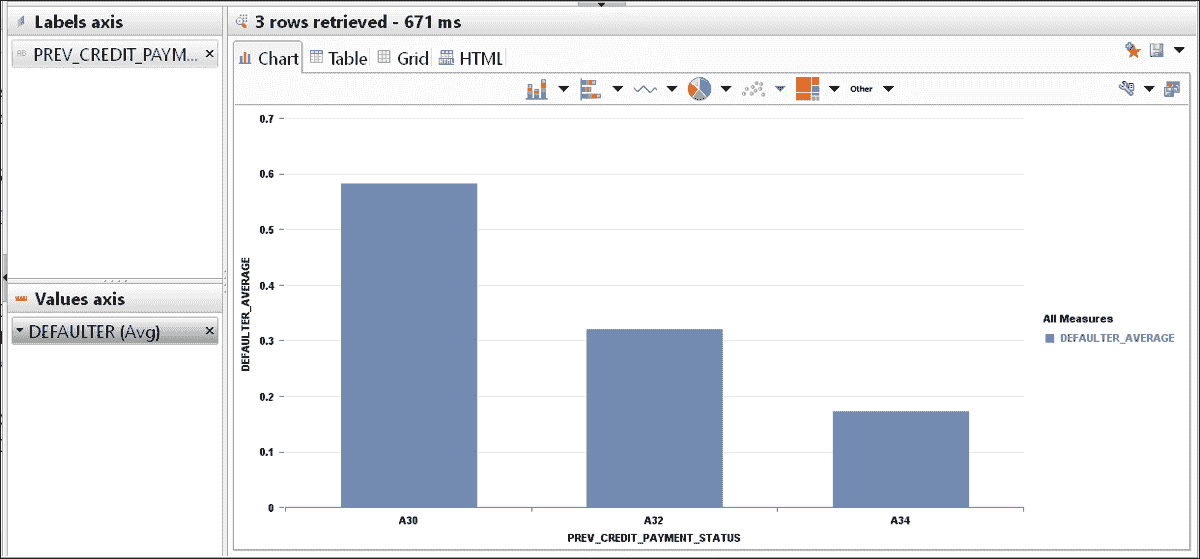 Labels axis
AB PREV_CREDIT_PAYM... ×
Values axis
DEFAULTER (Avg) ×
3 rows retrieved - 671 ms
Chart Table Grid HTML
Other
0.7
0.6
0.5
0.4
0.3
0.2
0.1
0
DEFAULTER_AVERAGE
A30 A32 A34
PREV_CREDIT_PAYMENT_STATUS
All Measures
DEFAULTER_AVERAGE